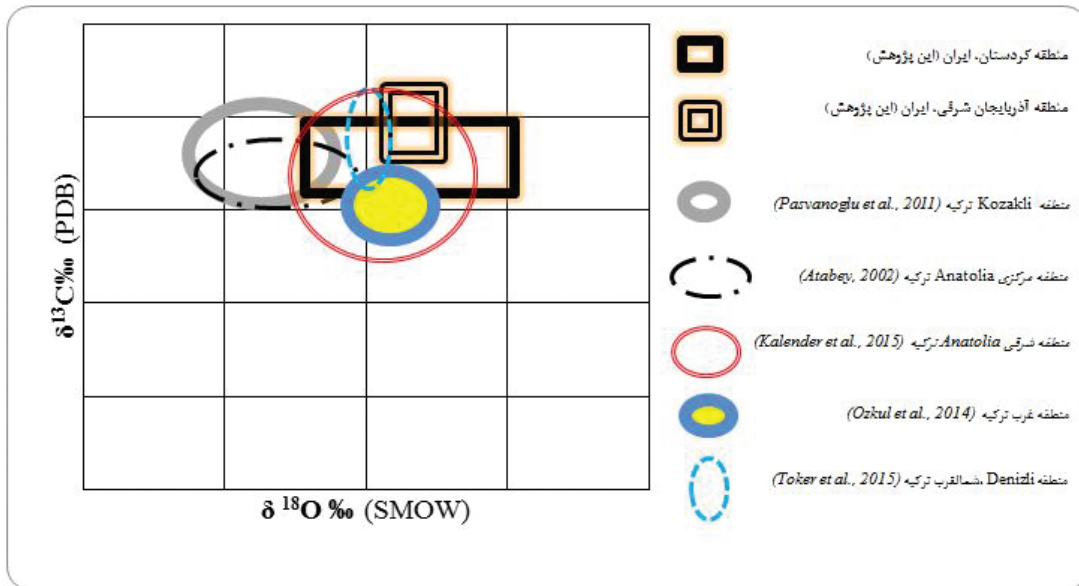 δ¹³C‰ (PDB)
δ ¹⁸O ‰ (SMOW)
منطقه کردستان، ایران (این پژوهش)
منطقه آذربایجان شرقی، ایران (این پژوهش)
منطقه Kozakli ترکیه (Pasvanoglu et al., 2011)
منطقه مرکزی Anatolia ترکیه (Atabey, 2002)
منطقه شرقی Anatolia ترکیه (Kalender et al., 2015)
منطقه غرب ترکیه (Ozkul et al., 2014)
منطقه Denizli ،شمالغرب ترکیه (Toker et al., 2015)